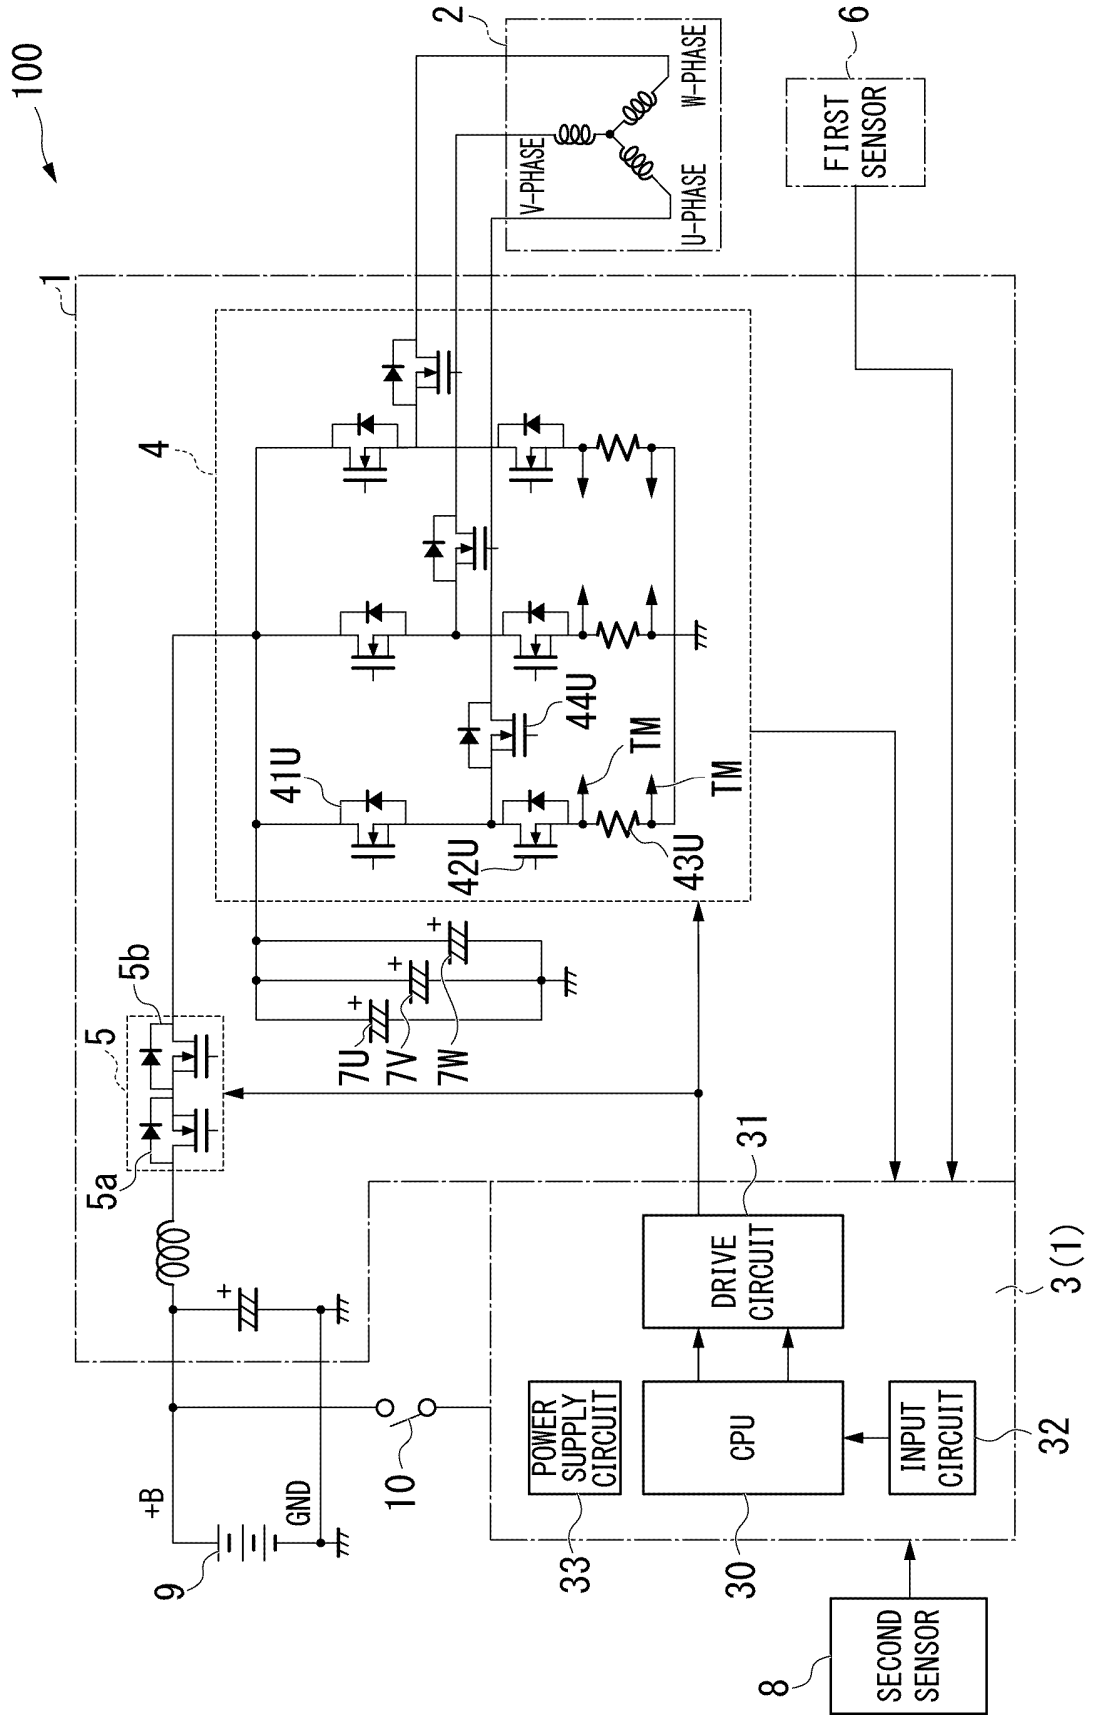 100
1
2
V-PHASE
W-PHASE
U-PHASE
6
FIRST
SENSOR
4
41U
42U
43U
44U
TM
TM
5
5a
5b
+
7U
+
7V
+
7W
+
+B
9
GND
10
31
DRIVE
CIRCUIT
3(1)
POWER
SUPPLY
CIRCUIT
33
CPU
30
INPUT
CIRCUIT
32
8
SECOND
SENSOR